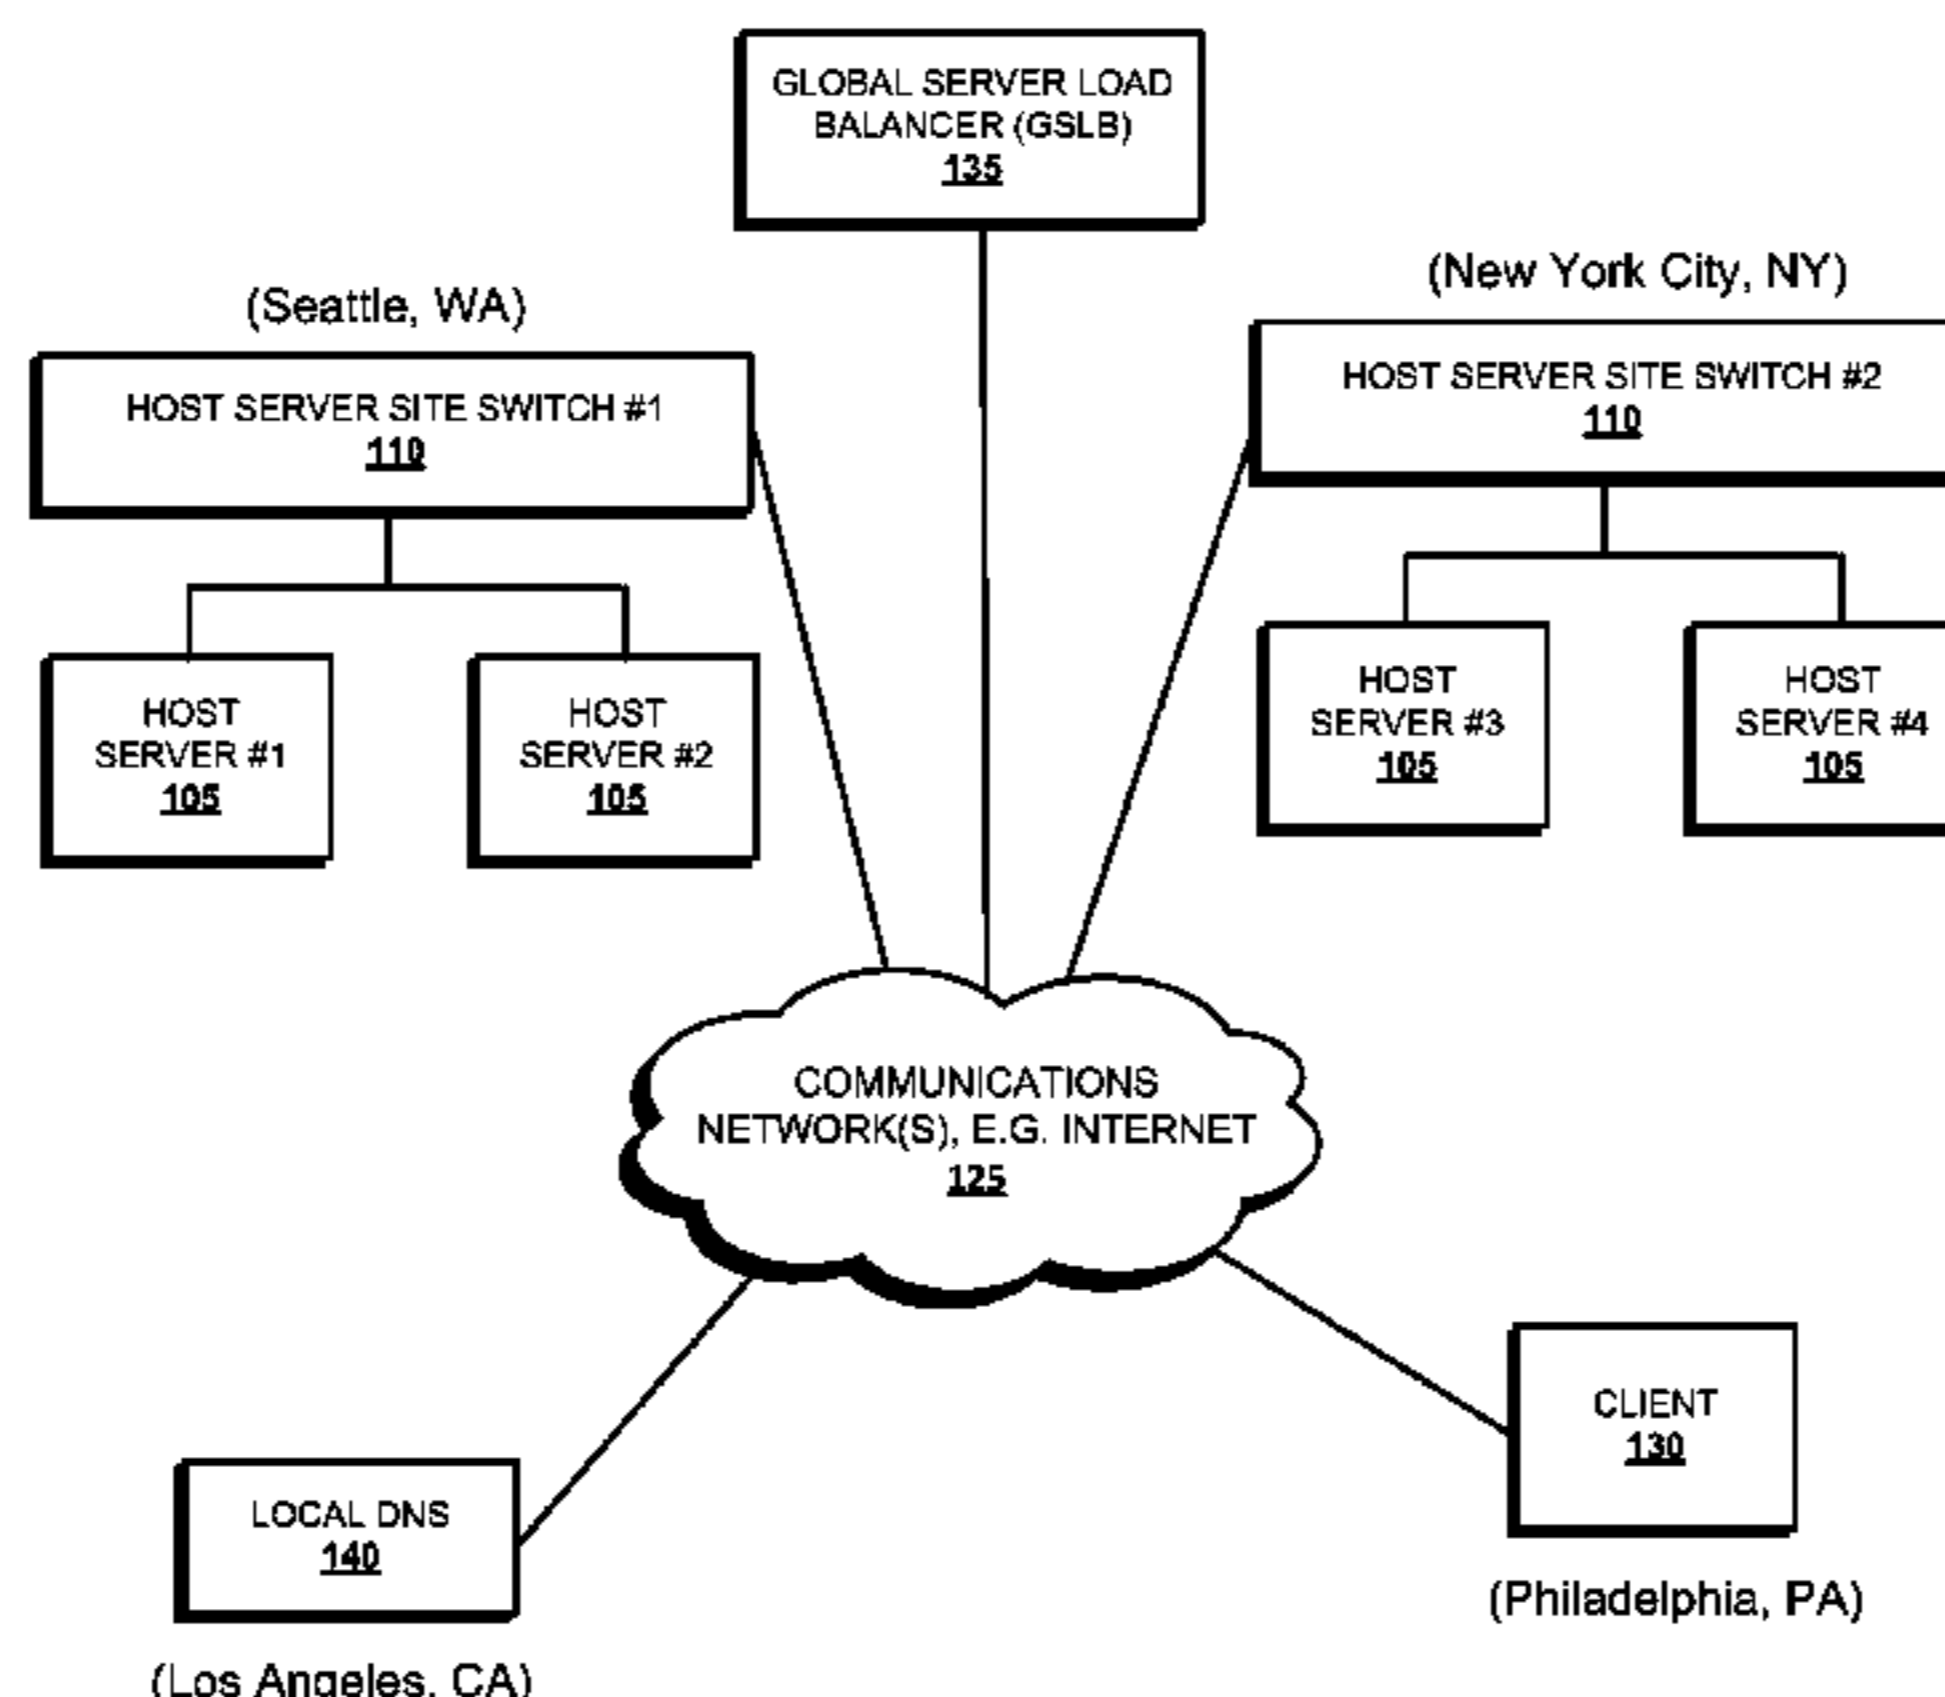 GLOBAL SERVER LOAD
BALANCER (GSLB)
135
(Seattle, WA)
HOST SERVER SITE SWITCH #1
110
HOST
SERVER #1
105
HOST
SERVER #2
105
(New York City, NY)
HOST SERVER SITE SWITCH #2
110
HOST
SERVER #3
105
HOST
SERVER #4
105
COMMUNICATIONS
NETWORK(S), E.G. INTERNET
125
LOCAL DNS
140
(Los Angeles, CA)
CLIENT
130
(Philadelphia, PA)